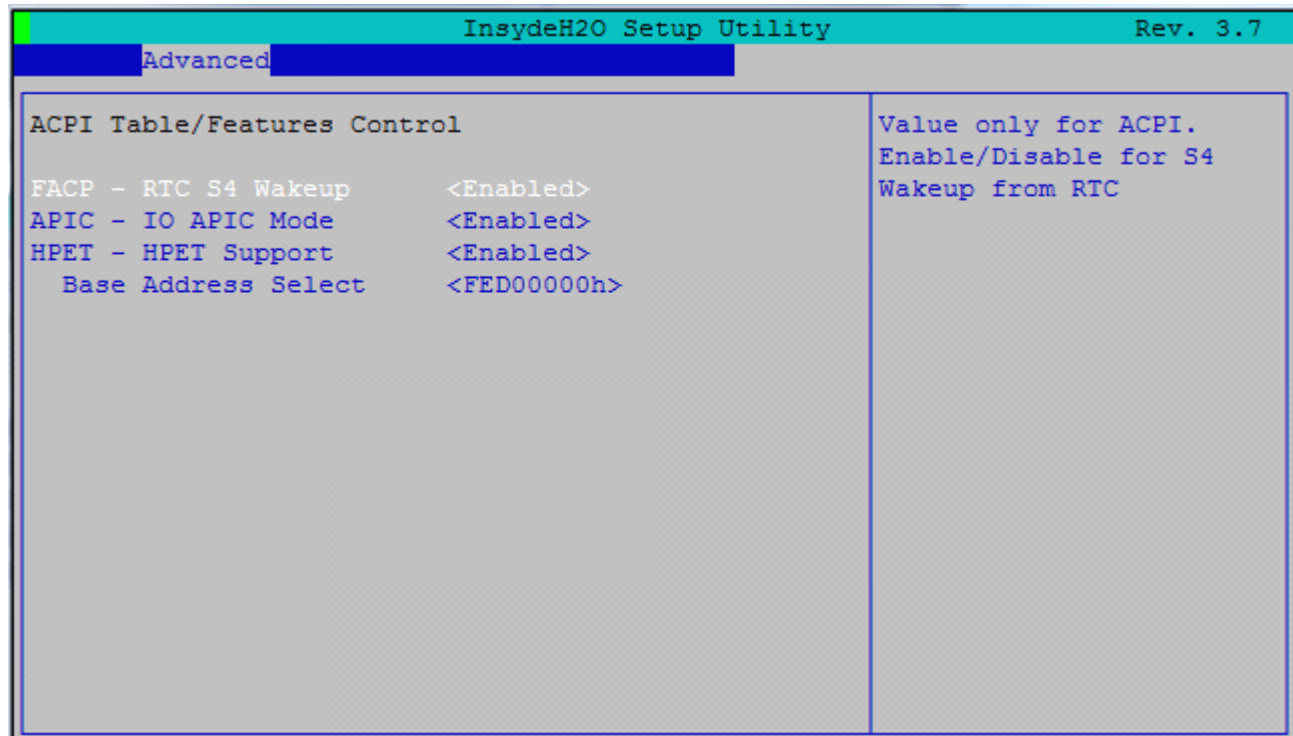 InsydeH2O Setup Utility Rev. 3.7
Advanced
ACPI Table/Features Control
FACP - RTC S4 Wakeup <Enabled>
APIC - IO APIC Mode <Enabled>
HPET - HPET Support <Enabled>
Base Address Select <FED00000h>
Value only for ACPI.
Enable/Disable for S4
Wakeup from RTC